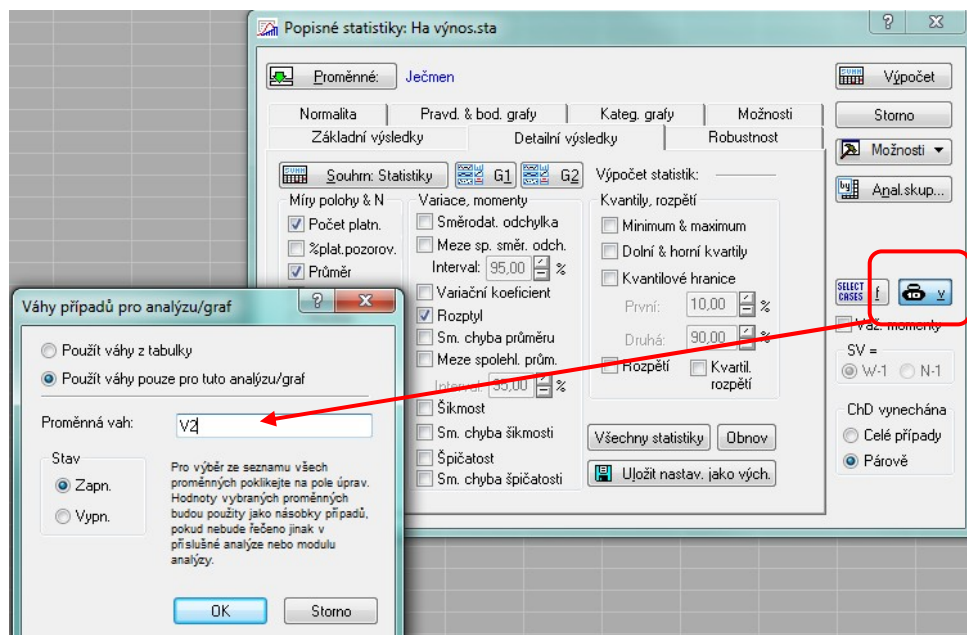 Popisné statistiky: Ha výnos.sta
Proměnné: Ječmen
Výpočet
Normalita Pravd. & bod. grafy Kateg. grafy Možnosti
Storno
Základní výsledky Detailní výsledky Robustnost
Možnosti
Souhrn: Statistiky G1 G2 Výpočet statistik:
Anal.skup...
Míry polohy & N
Počet platn.
%plat.pozorov.
Průměr
Variace, momenty
Směrodat. odchylka
Meze sp. směr. odch.
Interval: 95,00 %
Variační koeficient
Rozptyl
Sm. chyba průměru
Meze spolehl. prům.
Interval: 95,00 %
Šikmost
Sm. chyba šikmosti
Špičatost
Sm. chyba špičatosti
Kvantily, rozpětí
Minimum & maximum
Dolní & horní kvartily
Kvantilové hranice
První: 10,00 %
Druhá: 90,00 %
Rozpětí Kvartil.
rozpětí
Všechny statistiky Obnov
Uložit nastav. jako vých.
SELECT
CASES f v
Váž. momenty
SV =
W-1 N-1
ChD vynechána
Celé případy
Párově
Váhy případů pro analýzu/graf
Použít váhy z tabulky
Použít váhy pouze pro tuto analýzu/graf
Proměnná vah: V2
Stav
Zapn.
Vypn.
Pro výběr ze seznamu všech
proměnných poklikejte na pole úprav.
Hodnoty vybraných proměnných
budou použity jako násobky případů,
pokud nebude řečeno jinak v
příslušné analýze nebo modulu
analýzy.
OK Storno